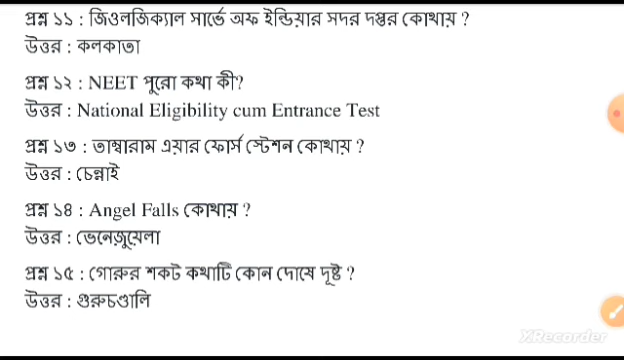 প্রশ্ন ১১ : জিওলজিক্যাল সার্ভে অফ ইন্ডিয়ার সদর দপ্তর কোথায় ?
উত্তর : কলকাতা
প্রশ্ন ১২ : NEET পুরো কথা কী?
উত্তর : National Eligibility cum Entrance Test
প্রশ্ন ১৩ : তাম্বারাম এয়ার ফোর্স স্টেশন কোথায় ?
উত্তর : চেন্নাই
প্রশ্ন ১৪ : Angel Falls কোথায় ?
উত্তর : ভেনেজুয়েলা
প্রশ্ন ১৫ : গোরুর শকট কথাটি কোন দোষে দৃষ্ট ?
উত্তর : গুরুচণ্ডালি
XRecorder